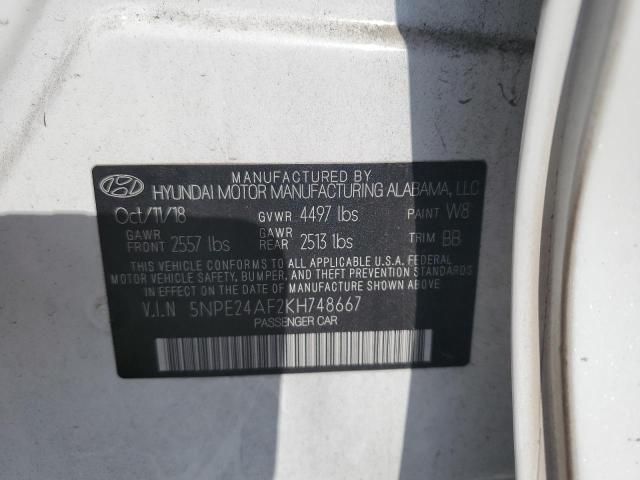 MANUFACTURED BY
HYUNDAI MOTOR MANUFACTURING ALABAMA, LLC
Oct/11/18 GVWR 4497 lbs PAINT W8
GAWR FRONT 2557 lbs GAWR REAR 2513 lbs TRIM BB
THIS VEHICLE CONFORMS TO ALL APPLICABLE U.S.A. FEDERAL
MOTOR VEHICLE SAFETY, BUMPER, AND THEFT PREVENTION STANDARDS
IN EFFECT ON THE DATE OF MANUFACTURE SHOWN ABOVE
V.I.N 5NPE24AF2KH748667
PASSENGER CAR